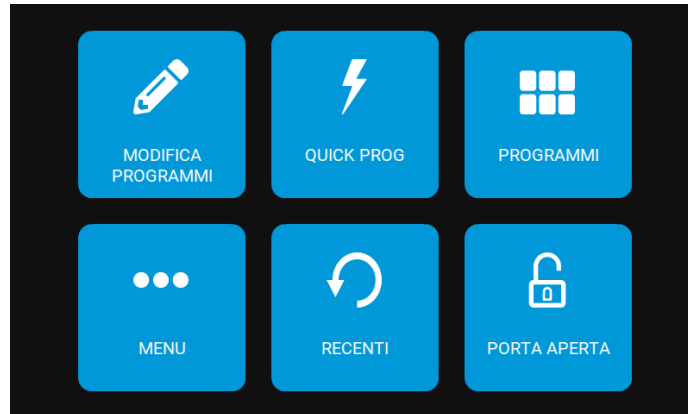 MODIFICA
PROGRAMMI
QUICK PROG
PROGRAMMI
MENU
RECENTI
PORTA APERTA